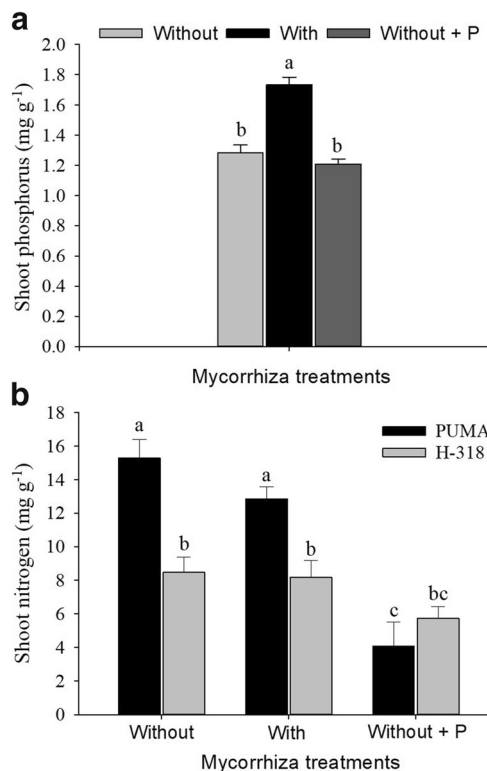 a
Without With Without + P
Shoot phosphorus (mg g⁻¹)
2.0
1.8
1.6
1.4
1.2
1.0
0.8
0.6
0.4
0.2
0.0
b
a
b
Mycorrhiza treatments
b
PUMA
H-318
Shoot nitrogen (mg g⁻¹)
18
16
14
12
10
8
6
4
2
0
a
b
a
b
c
bc
Without With Without + P
Mycorrhiza treatments